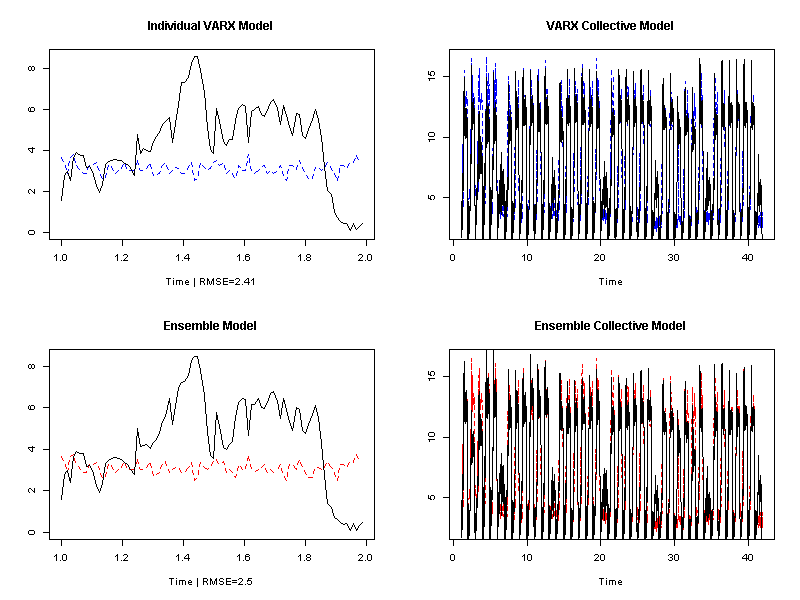 Individual VARX Model
8
6
4
2
0
1.0 1.2 1.4 1.6 1.8 2.0
Time | RMSE=2.41
VARX Collective Model
15
10
5
0 10 20 30 40
Time
Ensemble Model
8
6
4
2
0
1.0 1.2 1.4 1.6 1.8 2.0
Time | RMSE=2.5
Ensemble Collective Model
15
10
5
0 10 20 30 40
Time